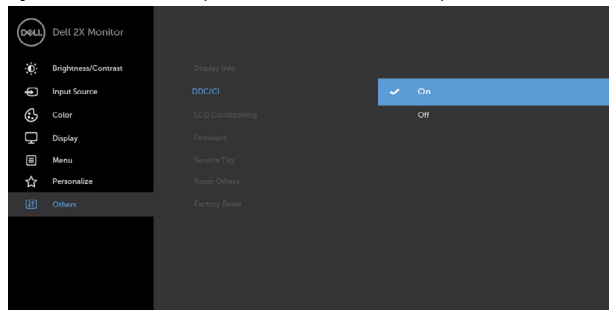 DELL
Dell 2X Monitor
Brightness/Contrast
Input Source
Color
Display
Menu
Personalize
Others
Display Info
DDC/CI
LCD Conditioning
Firmware
Service Tag
Reset Others
Factory Reset
On
Off